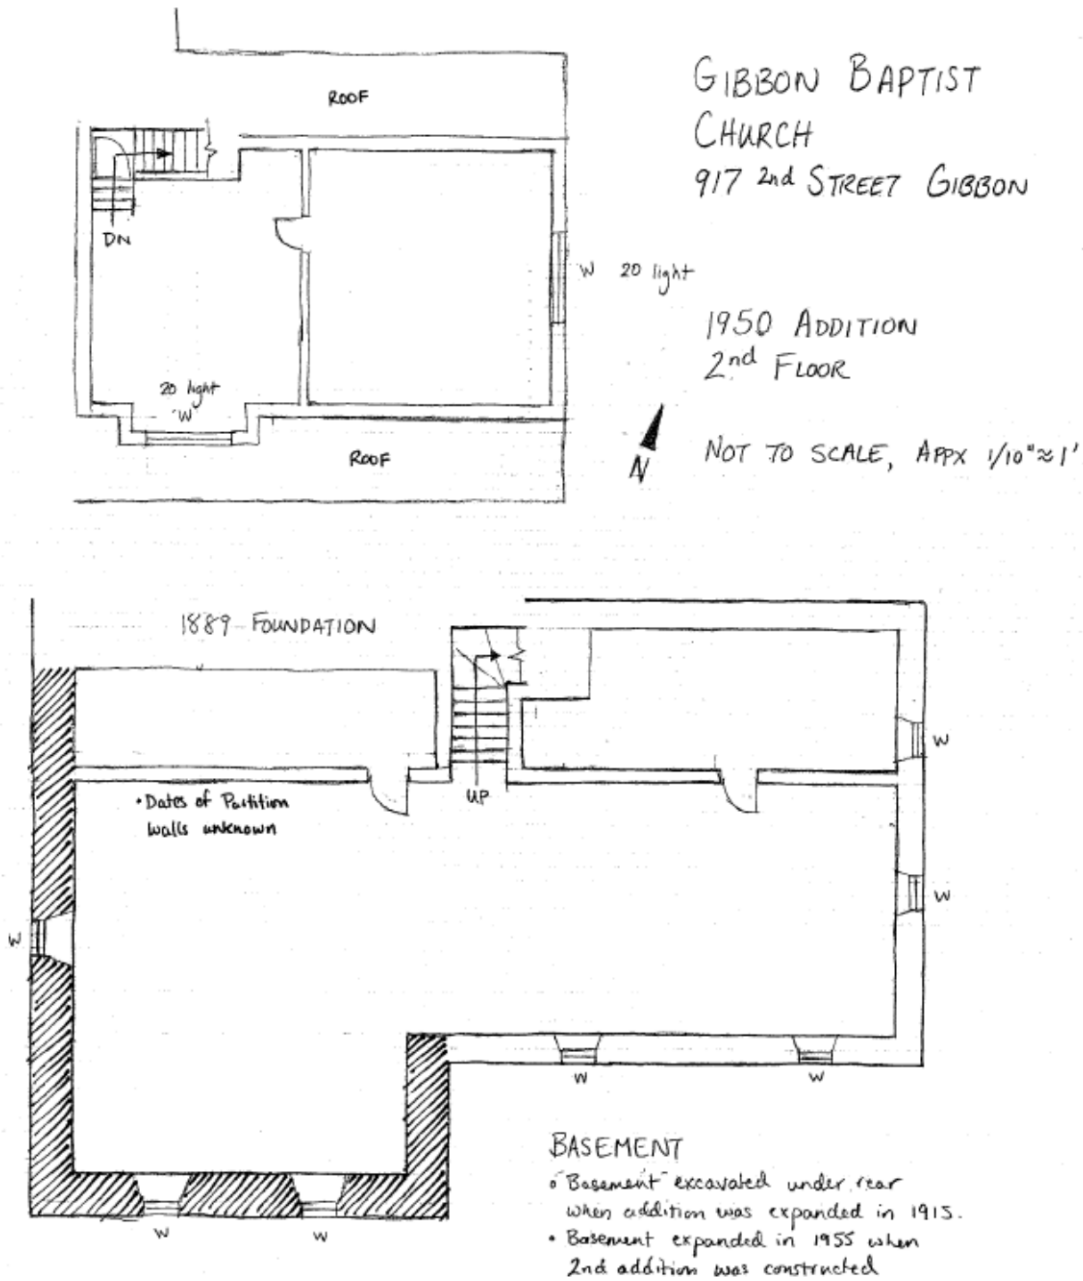 GIBBON BAPTIST
CHURCH
917 2nd STREET GIBBON
ROOF
DN
W 20 light
1950 ADDITION
2nd FLOOR
20 light
W
ROOF
N
NOT TO SCALE, APPX 1/10"≈1'
1889 FOUNDATION
W
UP
• Dates of Partition
walls unknown
W
W
W
W
BASEMENT
• Basement excavated under rear
when addition was expanded in 1915.
W
W
• Basement expanded in 1955 when
2nd addition was constructed